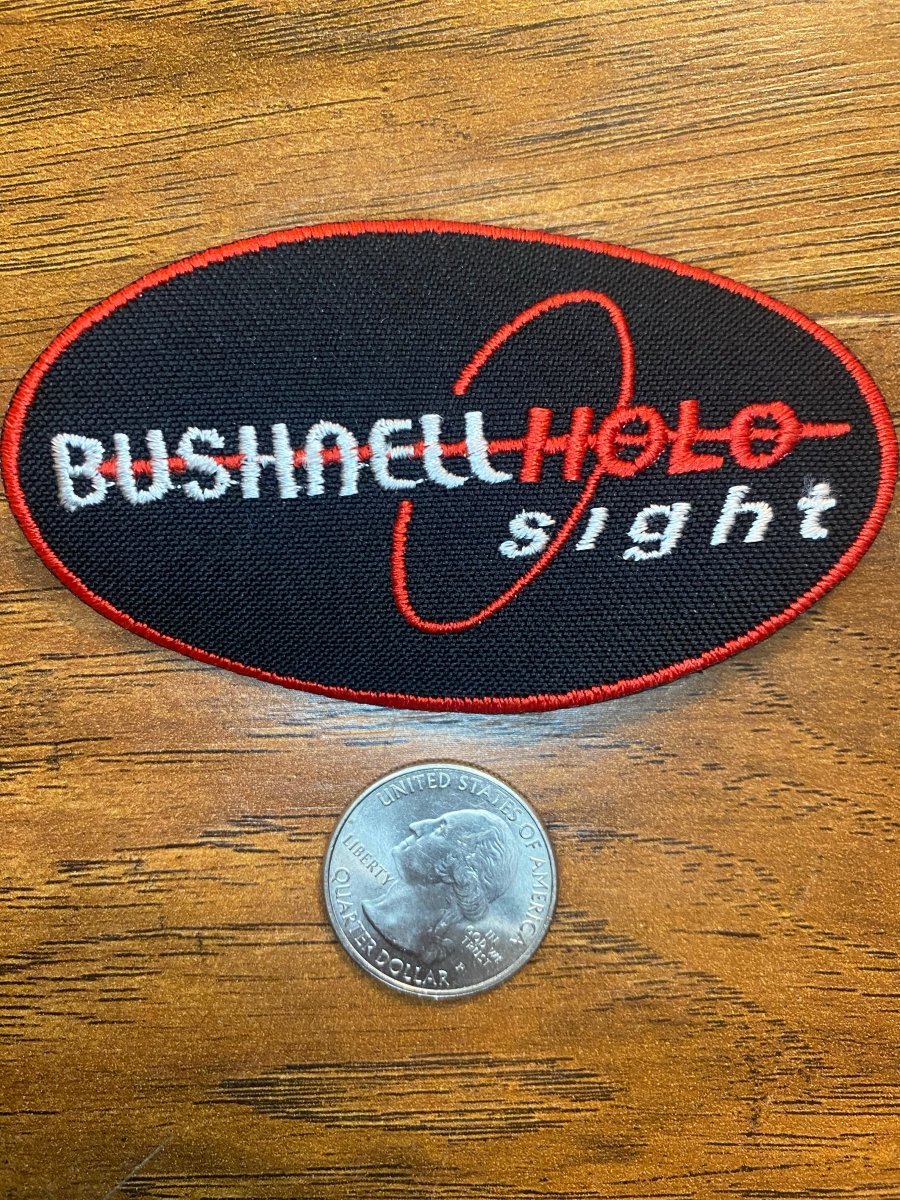 BUSHNELL HOLO
sight
UNITED STATES OF AMERICA
LIBERTY
IN
GOD WE
TRUST
QUARTER DOLLAR